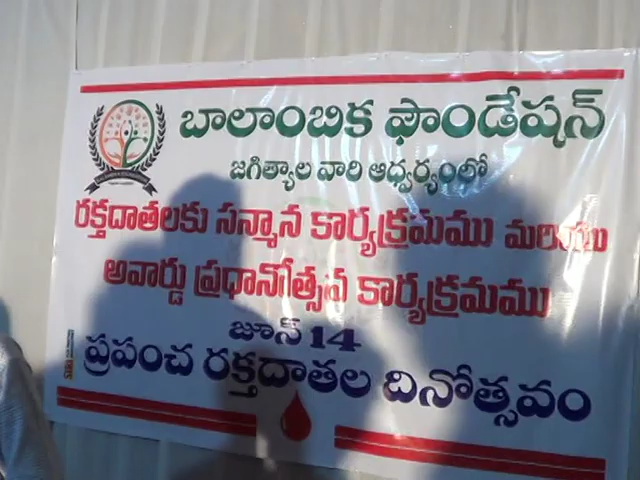 బాలాంబిక ఫౌండేషన్
జగిత్యాల వారి ఆధ్వర్యంలో
రక్తదాతలకు సన్మాన కార్యక్రమము మరియు
అవార్డు ప్రధానోత్సవ కార్యక్రమము
జూన్ 14
ప్రపంచ రక్తదాతల దినోత్సవం